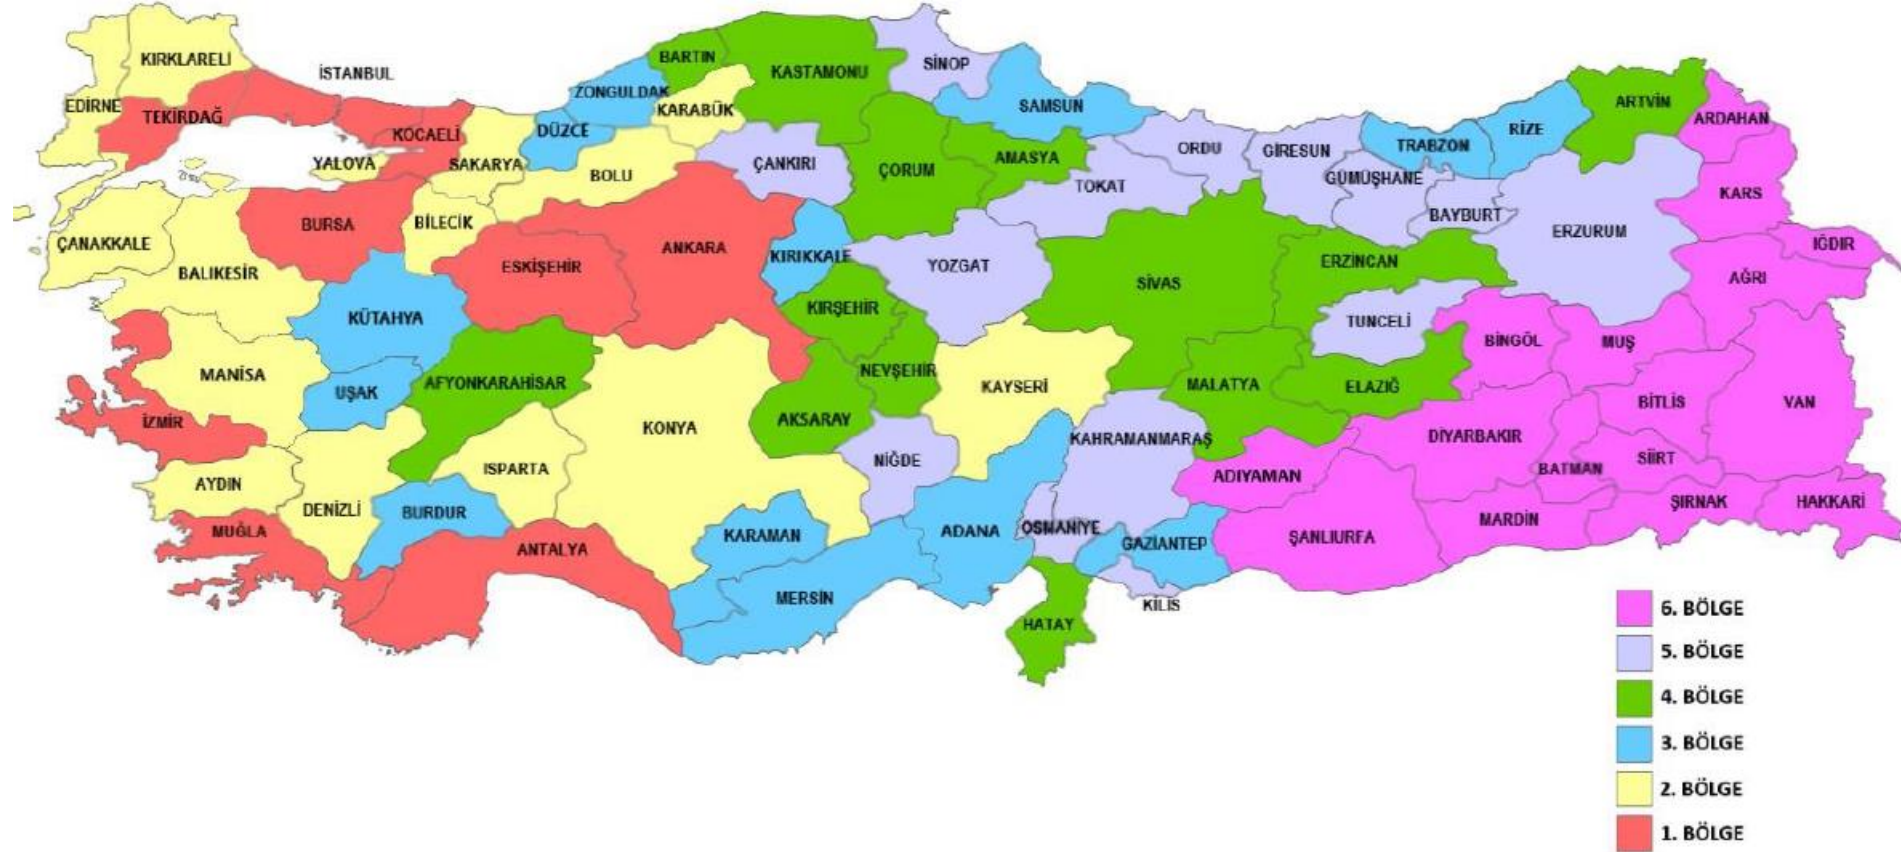 KIRKLARELİ
İSTANBUL
EDİRNE
TEKİRDAĞ
KOCAELİ
YALOVA
SAKARYA
DÜZCE
ZONGULDAK
BARTIN
KARABÜK
KASTAMONU
SİNOP
SAMSUN
BOLU
ÇANKIRI
ÇORUM
AMASYA
TOKAT
ORDU
GİRESUN
GÜMÜŞHANE
TRABZON
RİZE
ARTVİN
ARDAHAN
KARS
BAYBURT
ERZURUM
IĞDIR
AĞRI
ÇANAKKALE
BALIKESİR
BURSA
BİLECİK
ESKİŞEHİR
ANKARA
KIRIKKALE
YOZGAT
SİVAS
ERZİNCAN
TUNCELİ
BİNGÖL
MUŞ
KÜTAHYA
KIRŞEHİR
NEVŞEHİR
KAYSERİ
MALATYA
ELAZIĞ
BİTLİS
VAN
MANİSA
UŞAK
AFYONKARAHİSAR
İZMİR
KONYA
AKSARAY
NİĞDE
KAHRAMANMARAŞ
ADIYAMAN
DİYARBAKIR
BATMAN
SİİRT
AYDIN
DENİZLİ
ISPARTA
BURDUR
MUĞLA
ANTALYA
KARAMAN
MERSİN
ADANA
OSMANİYE
GAZİANTEP
KİLİS
HATAY
ŞANLIURFA
MARDİN
ŞIRNAK
HAKKARİ
6. BÖLGE
5. BÖLGE
4. BÖLGE
3. BÖLGE
2. BÖLGE
1. BÖLGE